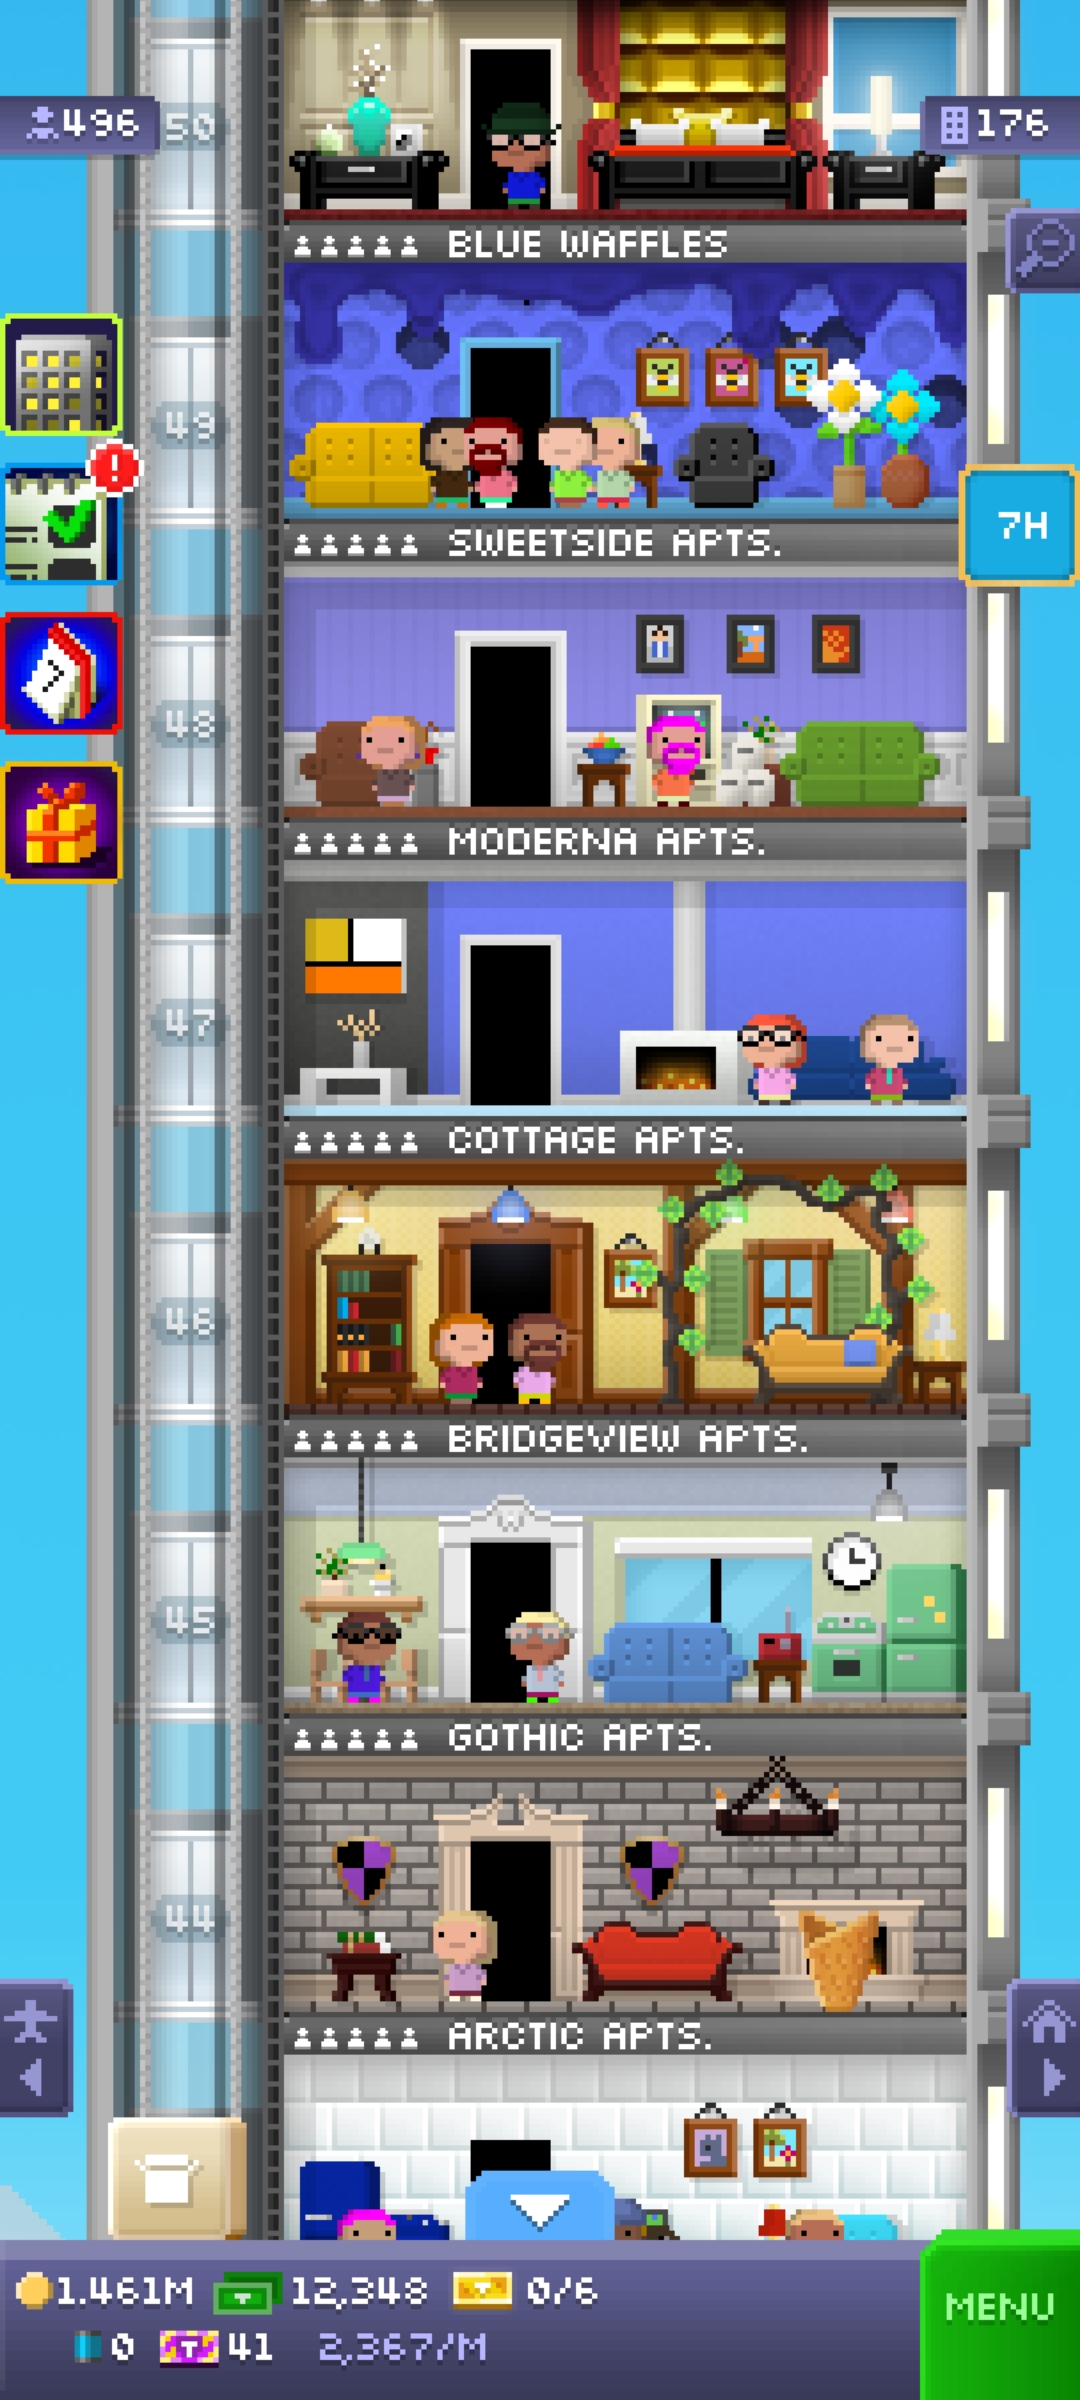 496
50
176
BLUE WAFFLES
49
SWEETSIDE APTS.
7H
48
MODERNA APTS.
47
COTTAGE APTS.
46
BRIDGEVIEW APTS.
45
GOTHIC APTS.
44
ARCTIC APTS.
1.461M 12,348 0/6
0 41 2,367/M
MENU